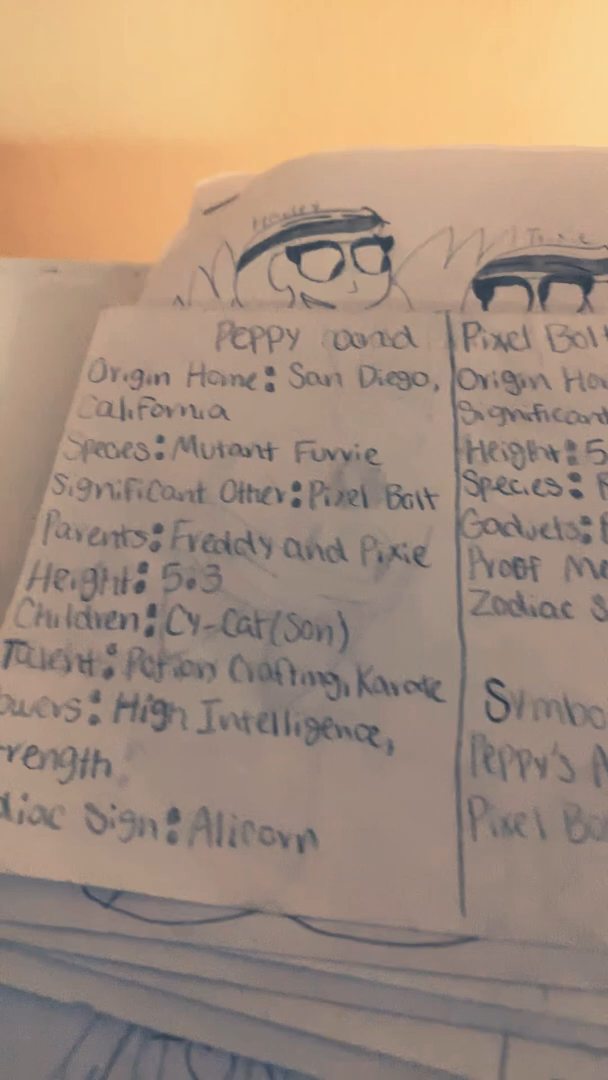 Peppy
Origin Home: San Diego,
California
Species: Mutant Furrie
Significant Other: Pixel Bolt
Parents: Freddy and Pixie
Height: 5.3
Children: Cy-Cat (Son)
Talent: Potion Crafting, Karate
owers: High Intelligence,
rength
diac Sign: Alicorn
Pixel Bolt
Origin Ho
Significant
Height: 5
Species:
Gadgets:
Proof Me
Zodiac S
Symbo
Peppy's A
Pixel Bo